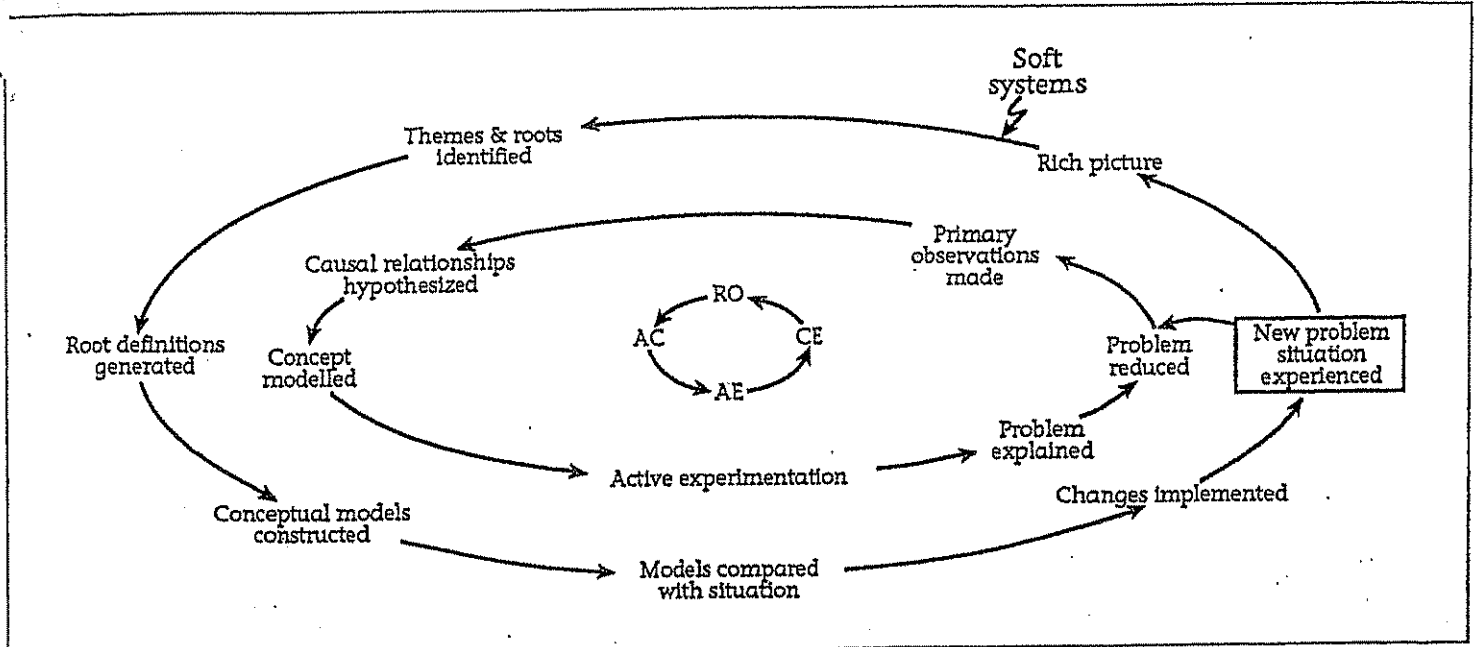 Soft
systems
Themes & roots
identified
Rich picture
Primary
observations
made
Causal relationships
hypothesized
RO
AC
CE
AE
Root definitions
generated
Concept
modelled
Problem
reduced
New problem
situation
experienced
Problem
explained
Active experimentation
Changes implemented
Conceptual models
constructed
Models compared
with situation